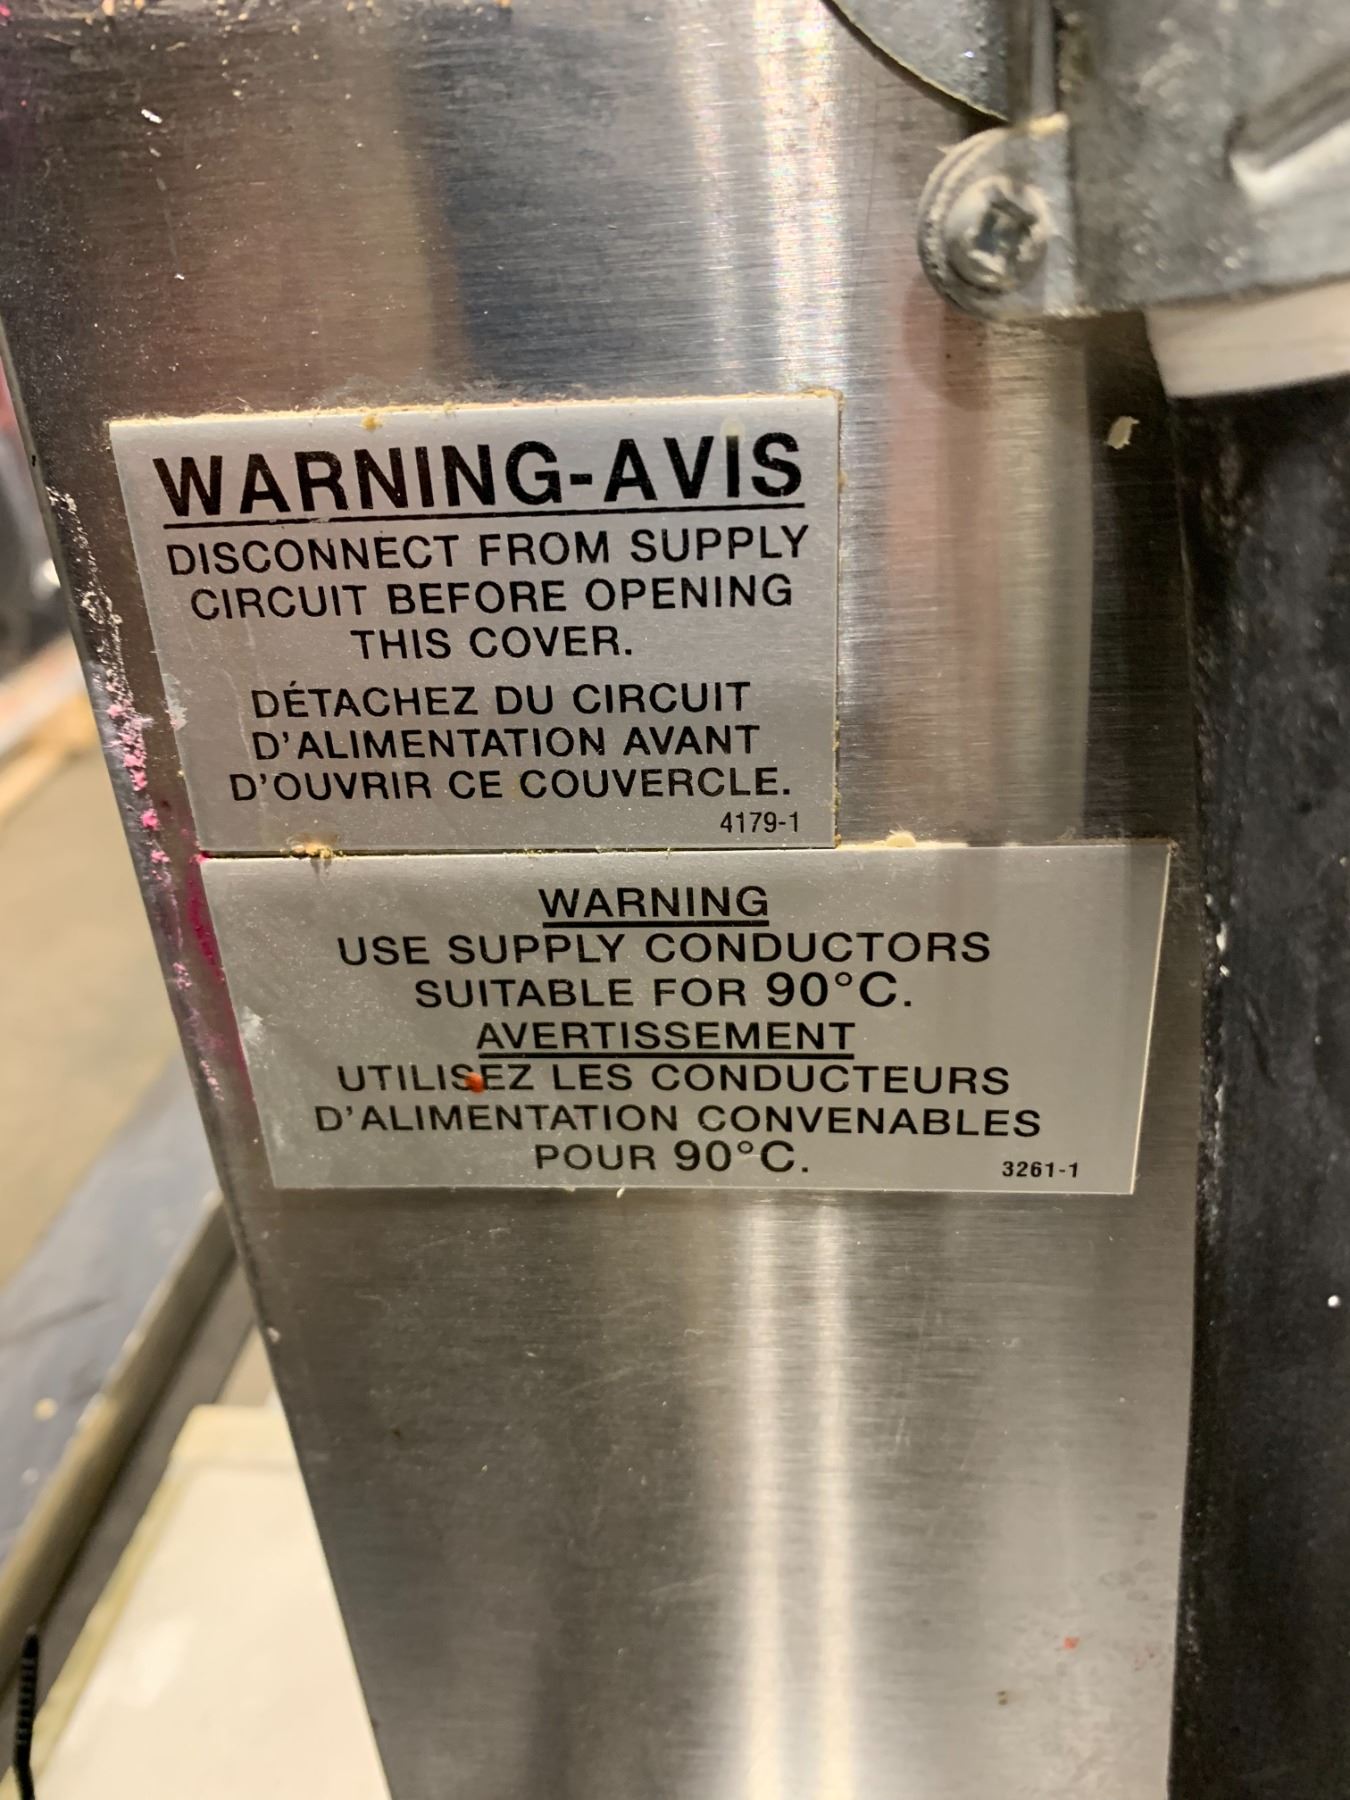 WARNING-AVIS
DISCONNECT FROM SUPPLY
CIRCUIT BEFORE OPENING
THIS COVER.
DÉTACHEZ DU CIRCUIT
D'ALIMENTATION AVANT
D'OUVRIR CE COUVERCLE.
4179-1
WARNING
USE SUPPLY CONDUCTORS
SUITABLE FOR 90°C.
AVERTISSEMENT
UTILISEZ LES CONDUCTEURS
D'ALIMENTATION CONVENABLES
POUR 90°C.
3261-1